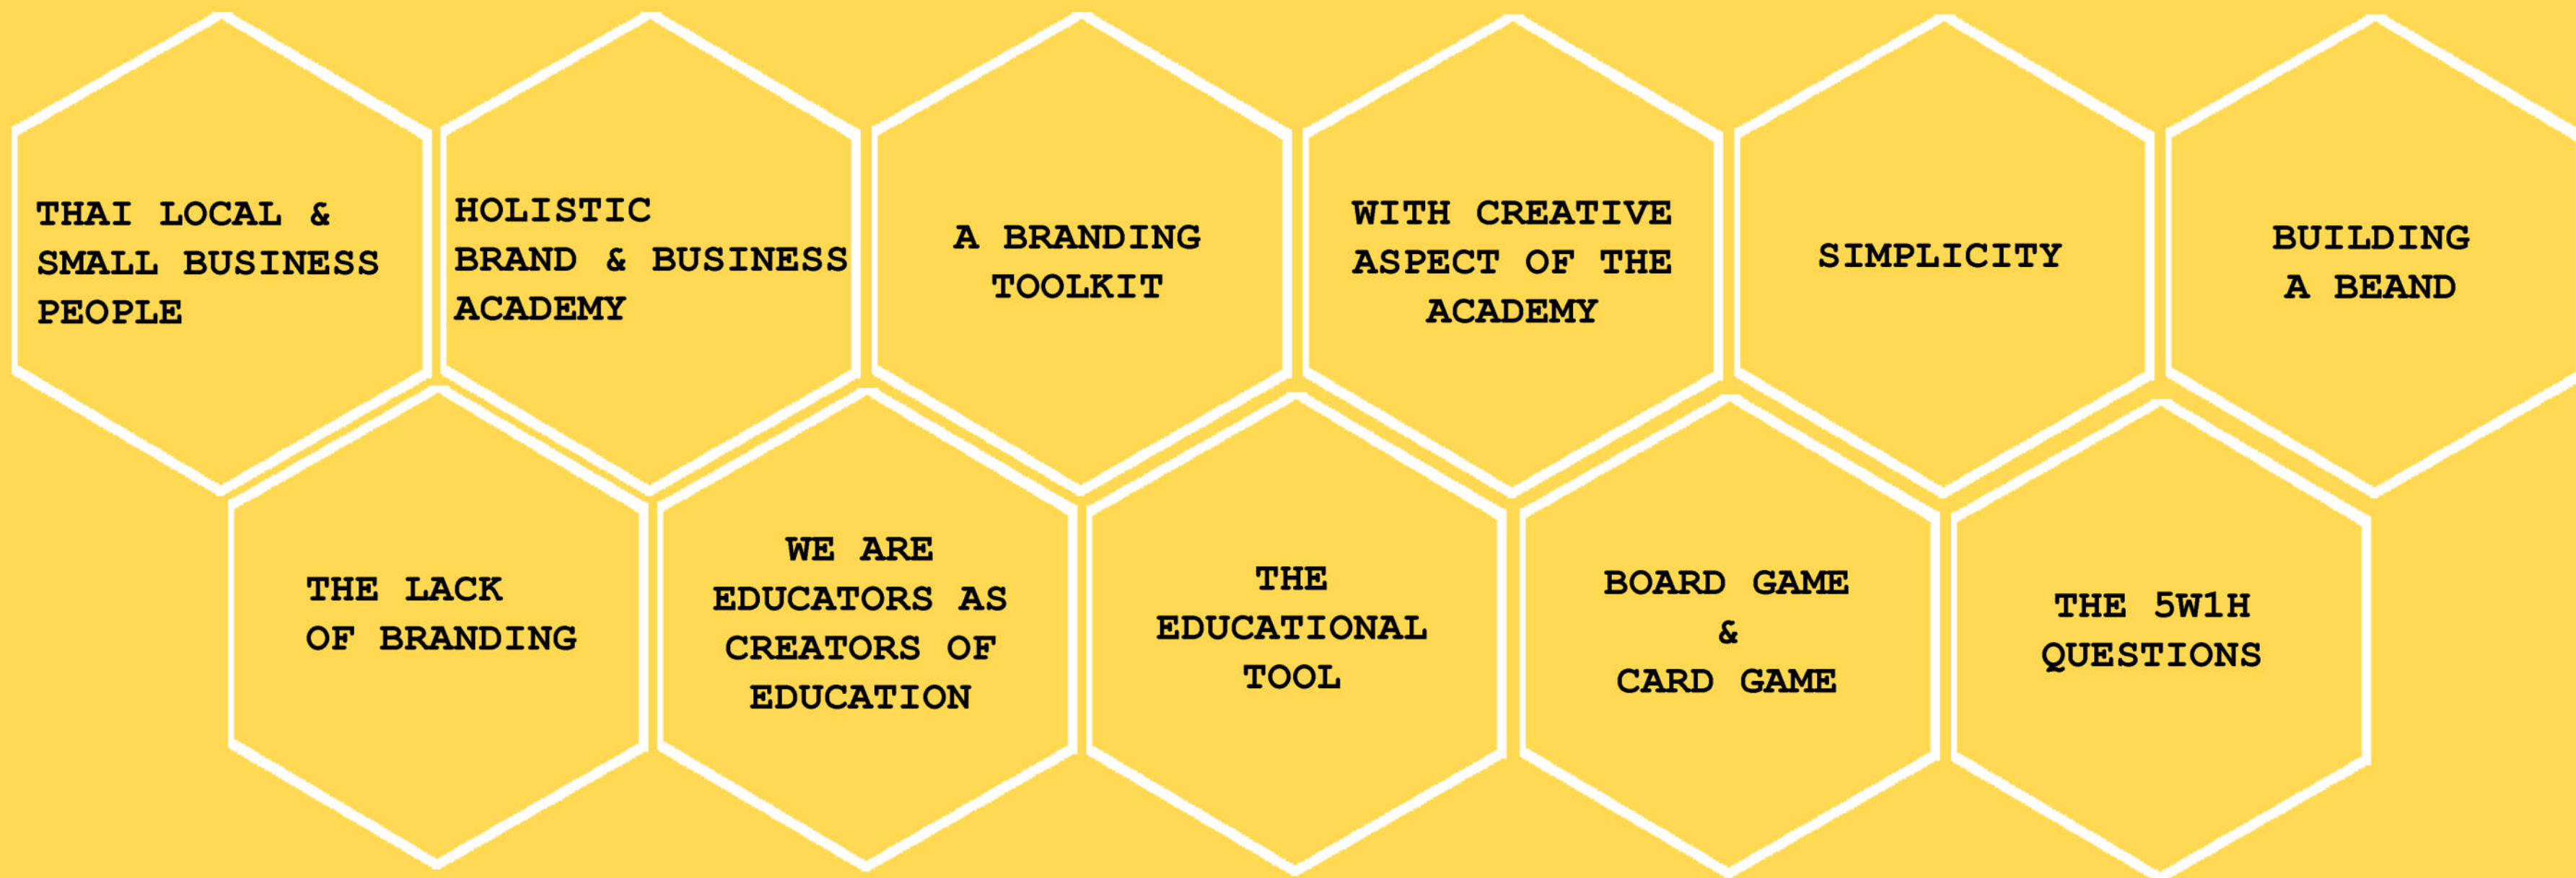 THAI LOCAL &
SMALL BUSINESS
PEOPLE
HOLISTIC
BRAND & BUSINESS
ACADEMY
A BRANDING
TOOLKIT
WITH CREATIVE
ASPECT OF THE
ACADEMY
SIMPLICITY
BUILDING
A BEAND
THE LACK
OF BRANDING
WE ARE
EDUCATORS AS
CREATORS OF
EDUCATION
THE
EDUCATIONAL
TOOL
BOARD GAME
&
CARD GAME
THE 5W1H
QUESTIONS